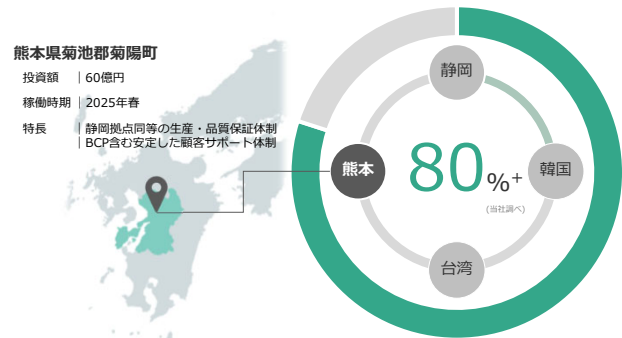 熊本県菊池郡菊陽町
投資額 │60億円
稼働時期│2025年春
特長 │静岡拠点同等の生産・品質保証体制
│BCP含む安定した顧客サポート体制
静岡
熊本
80%+
韓国
(当社調べ)
台湾